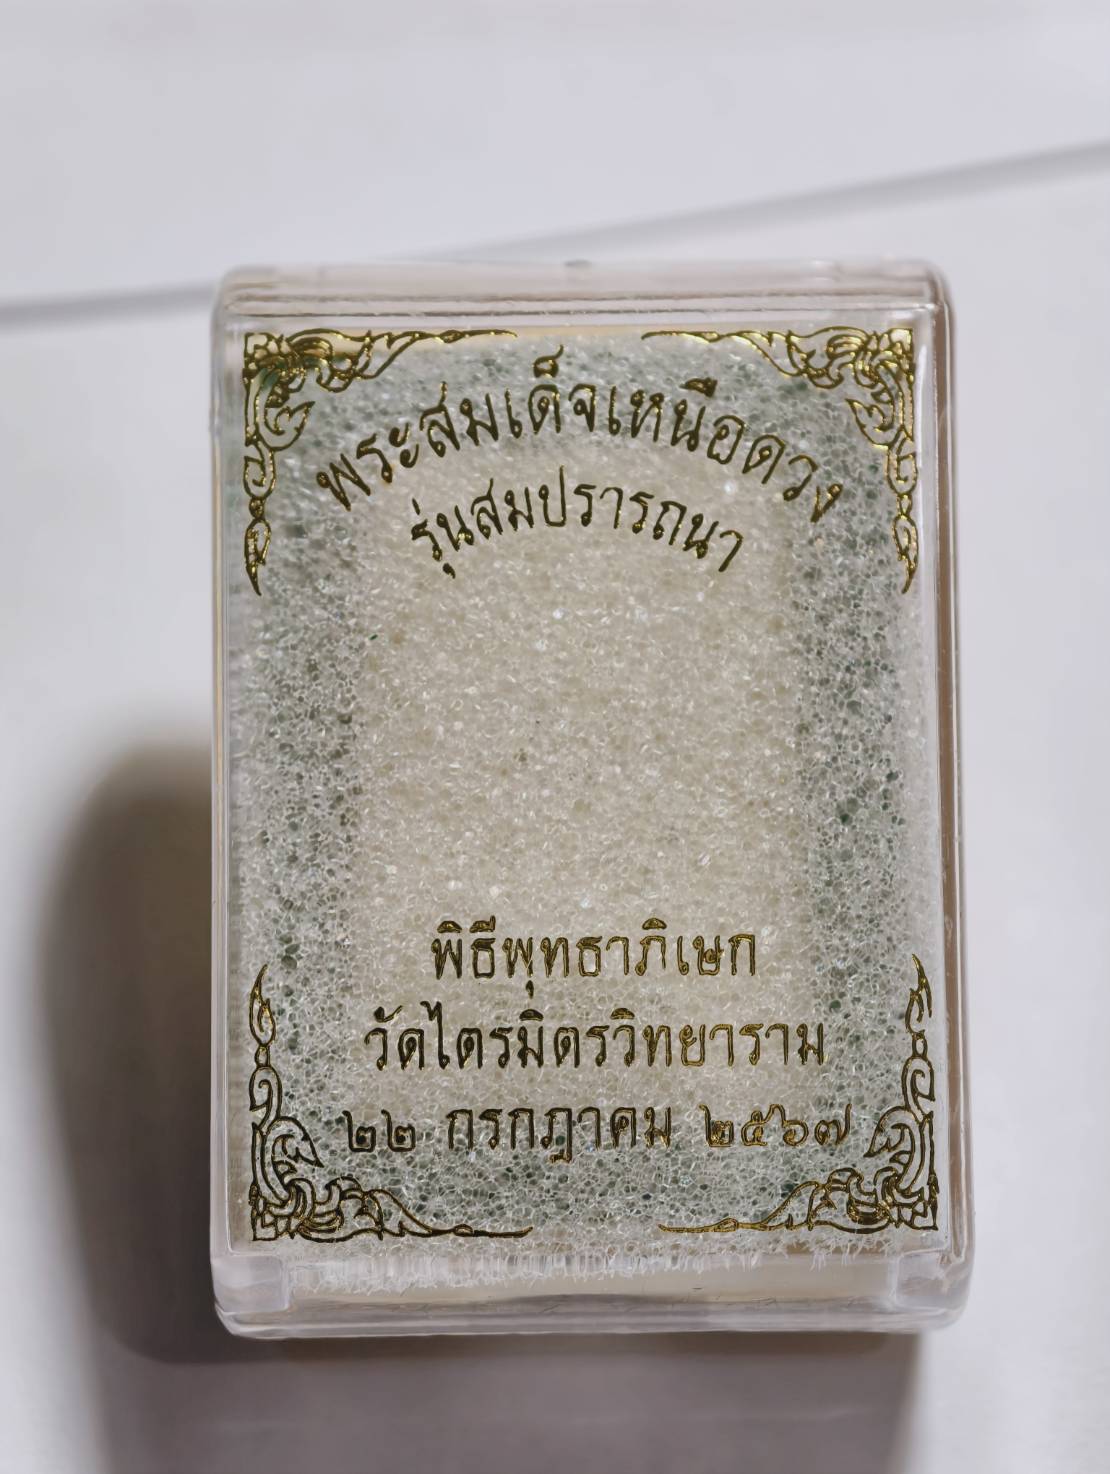 พระสมเด็จเหนือดวง
รุ่นสมปรารถนา
พิธีพุทธาภิเษก
วัดไตรมิตรวิทยาราม
๒๒ กรกฎาคม ๒๕๖๗